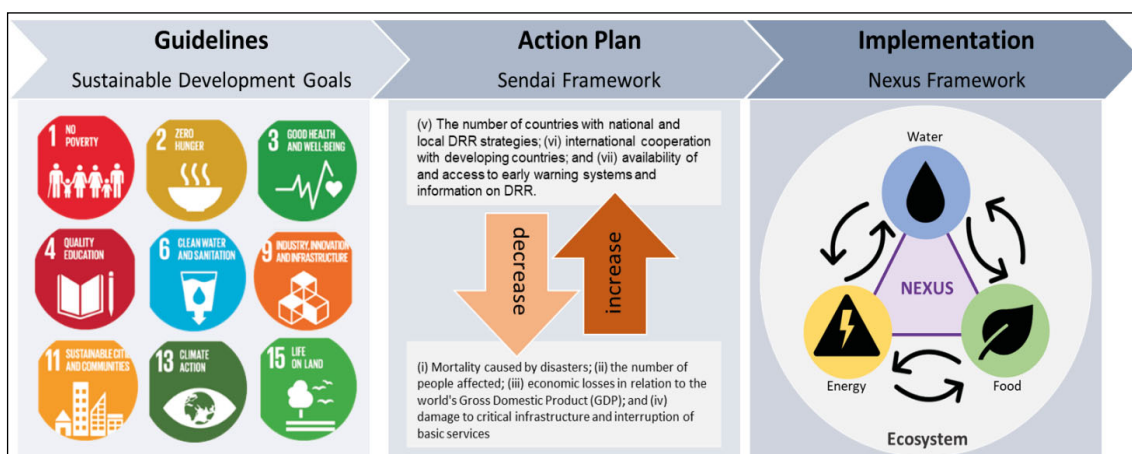 Guidelines
Sustainable Development Goals
Action Plan
Sendai Framework
Implementation
Nexus Framework
1 NO
POVERTY
2 ZERO
HUNGER
3 GOOD HEALTH
AND WELL-BEING
4 QUALITY
EDUCATION
6 CLEAN WATER
AND SANITATION
9 INDUSTRY, INNOVATION
AND INFRASTRUCTURE
11 SUSTAINABLE CITI
AND COMMUNITIES
13 CLIMATE
ACTION
15 LIFE
ON LAND
(v) The number of countries with national and
local DRR strategies; (vi) international cooperation
with developing countries; and (vii) availability of
and access to early warning systems and
information on DRR.
decrease
increase
(i) Mortality caused by disasters; (ii) the number of
people affected; (iii) economic losses in relation to the
world's Gross Domestic Product (GDP); and (iv)
damage to critical infrastructure and interruption of
basic services
Water
NEXUS
Energy
Food
Ecosystem